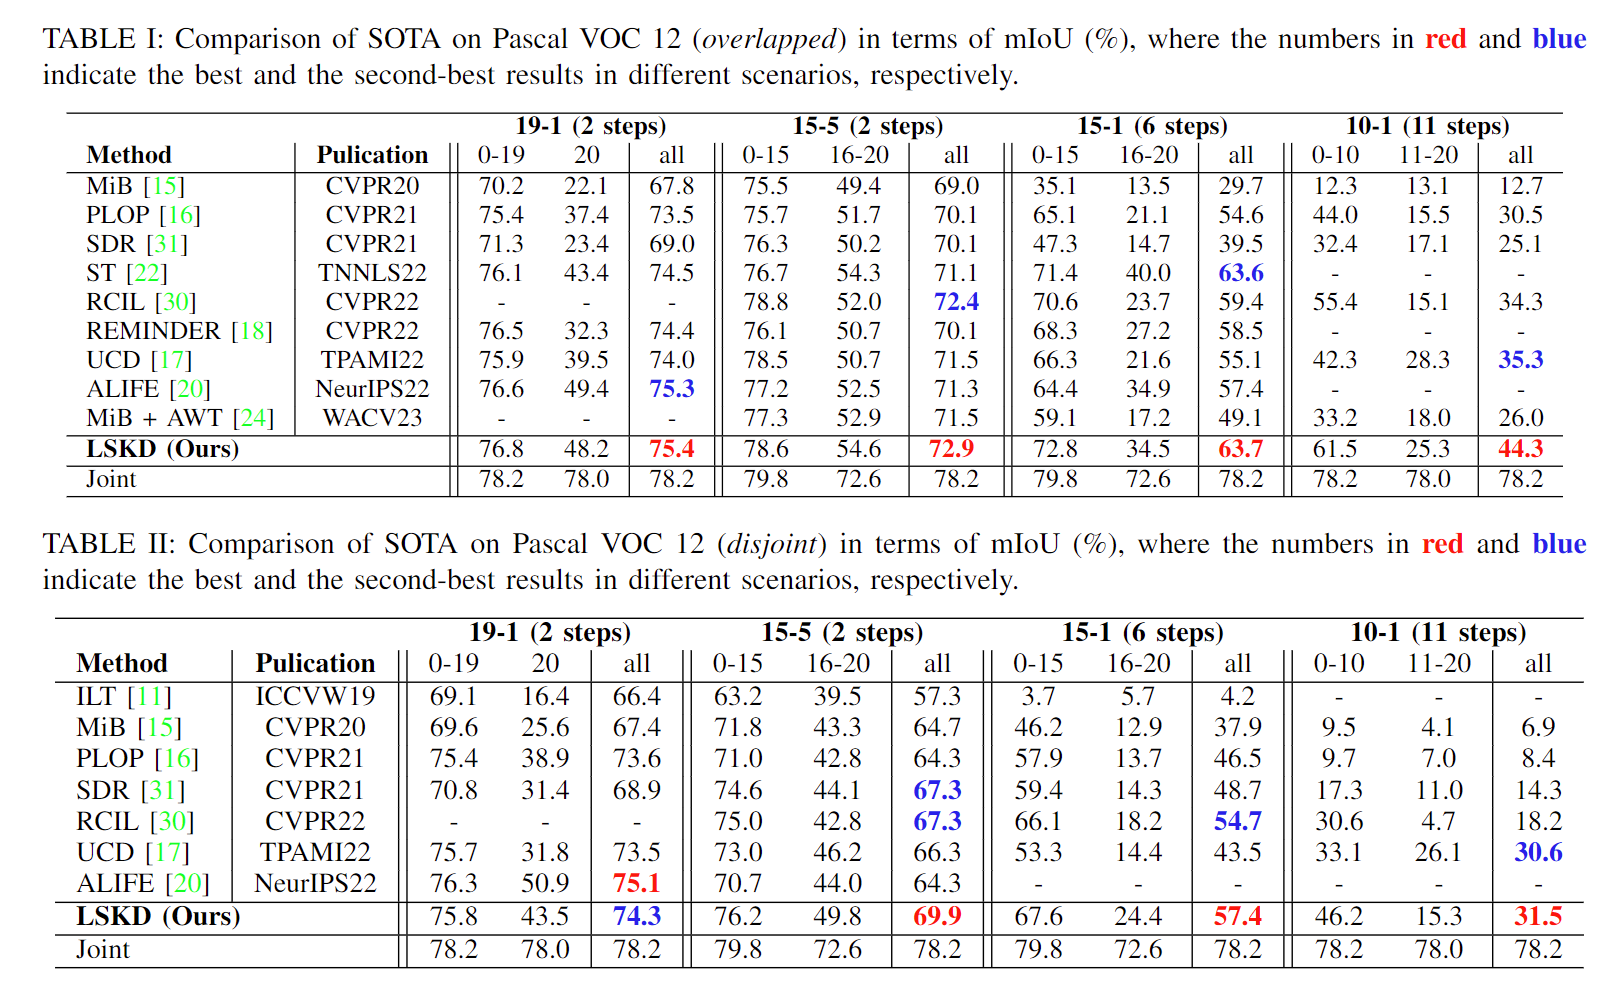 TABLE I: Comparison of SOTA on Pascal VOC 12 (overlapped) in terms of mIoU (%), where the numbers in red and blue
indicate the best and the second-best results in different scenarios, respectively.
19-1 (2 steps) 15-5 (2 steps) 15-1 (6 steps) 10-1 (11 steps)
Method Pulication 0-19 20 all 0-15 16-20 all 0-15 16-20 all 0-10 11-20 all
MiB [15] CVPR20 70.2 22.1 67.8 75.5 49.4 69.0 35.1 13.5 29.7 12.3 13.1 12.7
PLOP [16] CVPR21 75.4 37.4 73.5 75.7 51.7 70.1 65.1 21.1 54.6 44.0 15.5 30.5
SDR [31] CVPR21 71.3 23.4 69.0 76.3 50.2 70.1 47.3 14.7 39.5 32.4 17.1 25.1
ST [22] TNNLS22 76.1 43.4 74.5 76.7 54.3 71.1 71.4 40.0 63.6 - - -
RCIL [30] CVPR22 - - - 78.8 52.0 72.4 70.6 23.7 59.4 55.4 15.1 34.3
REMINDER [18] CVPR22 76.5 32.3 74.4 76.1 50.7 70.1 68.3 27.2 58.5 - - -
UCD [17] TPAMI22 75.9 39.5 74.0 78.5 50.7 71.5 66.3 21.6 55.1 42.3 28.3 35.3
ALIFE [20] NeurIPS22 76.6 49.4 75.3 77.2 52.5 71.3 64.4 34.9 57.4 - - -
MiB + AWT [24] WACV23 - - - 77.3 52.9 71.5 59.1 17.2 49.1 33.2 18.0 26.0
LSKD (Ours) 76.8 48.2 75.4 78.6 54.6 72.9 72.8 34.5 63.7 61.5 25.3 44.3
Joint 78.2 78.0 78.2 79.8 72.6 78.2 79.8 72.6 78.2 78.2 78.0 78.2
TABLE II: Comparison of SOTA on Pascal VOC 12 (disjoint) in terms of mIoU (%), where the numbers in red and blue
indicate the best and the second-best results in different scenarios, respectively.
19-1 (2 steps) 15-5 (2 steps) 15-1 (6 steps) 10-1 (11 steps)
Method Pulication 0-19 20 all 0-15 16-20 all 0-15 16-20 all 0-10 11-20 all
ILT [11] ICCVW19 69.1 16.4 66.4 63.2 39.5 57.3 3.7 5.7 4.2 - - -
MiB [15] CVPR20 69.6 25.6 67.4 71.8 43.3 64.7 46.2 12.9 37.9 9.5 4.1 6.9
PLOP [16] CVPR21 75.4 38.9 73.6 71.0 42.8 64.3 57.9 13.7 46.5 9.7 7.0 8.4
SDR [31] CVPR21 70.8 31.4 68.9 74.6 44.1 67.3 59.4 14.3 48.7 17.3 11.0 14.3
RCIL [30] CVPR22 - - - 75.0 42.8 67.3 66.1 18.2 54.7 30.6 4.7 18.2
UCD [17] TPAMI22 75.7 31.8 73.5 73.0 46.2 66.3 53.3 14.4 43.5 33.1 26.1 30.6
ALIFE [20] NeurIPS22 76.3 50.9 75.1 70.7 44.0 64.3 - - - - - -
LSKD (Ours) 75.8 43.5 74.3 76.2 49.8 69.9 67.6 24.4 57.4 46.2 15.3 31.5
Joint 78.2 78.0 78.2 79.8 72.6 78.2 79.8 72.6 78.2 78.2 78.0 78.2